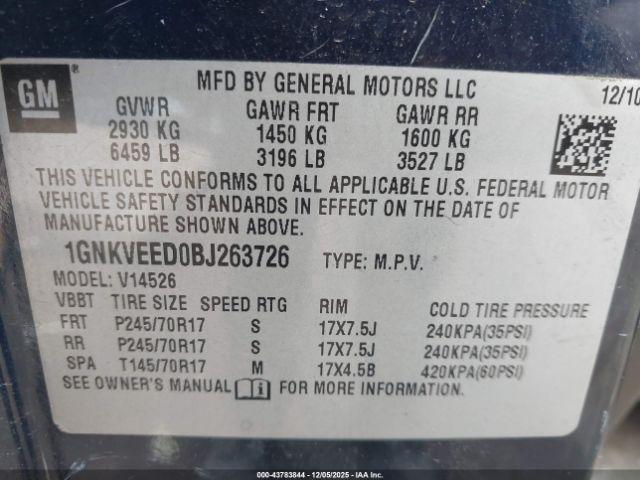 GM ®
MFD BY GENERAL MOTORS LLC 12/10
GVWR GAWR FRT GAWR RR
2930 KG 1450 KG 1600 KG
6459 LB 3196 LB 3527 LB
THIS VEHICLE CONFORMS TO ALL APPLICABLE U.S. FEDERAL MOTOR
VEHICLE SAFETY STANDARDS IN EFFECT ON THE DATE OF
MANUFACTURE SHOWN ABOVE.
1GNKVEED0BJ263726 TYPE: M.P.V.
MODEL: V14526
VBBT TIRE SIZE SPEED RTG RIM COLD TIRE PRESSURE
FRT P245/70R17 S 17X7.5J 240KPA(35PSI)
RR P245/70R17 S 17X7.5J 240KPA(35PSI)
SPA T145/70R17 M 17X4.5B 420KPA(60PSI)
SEE OWNER'S MANUAL FOR MORE INFORMATION.
000-43783844 - 12/05/2025 - IAA Inc.